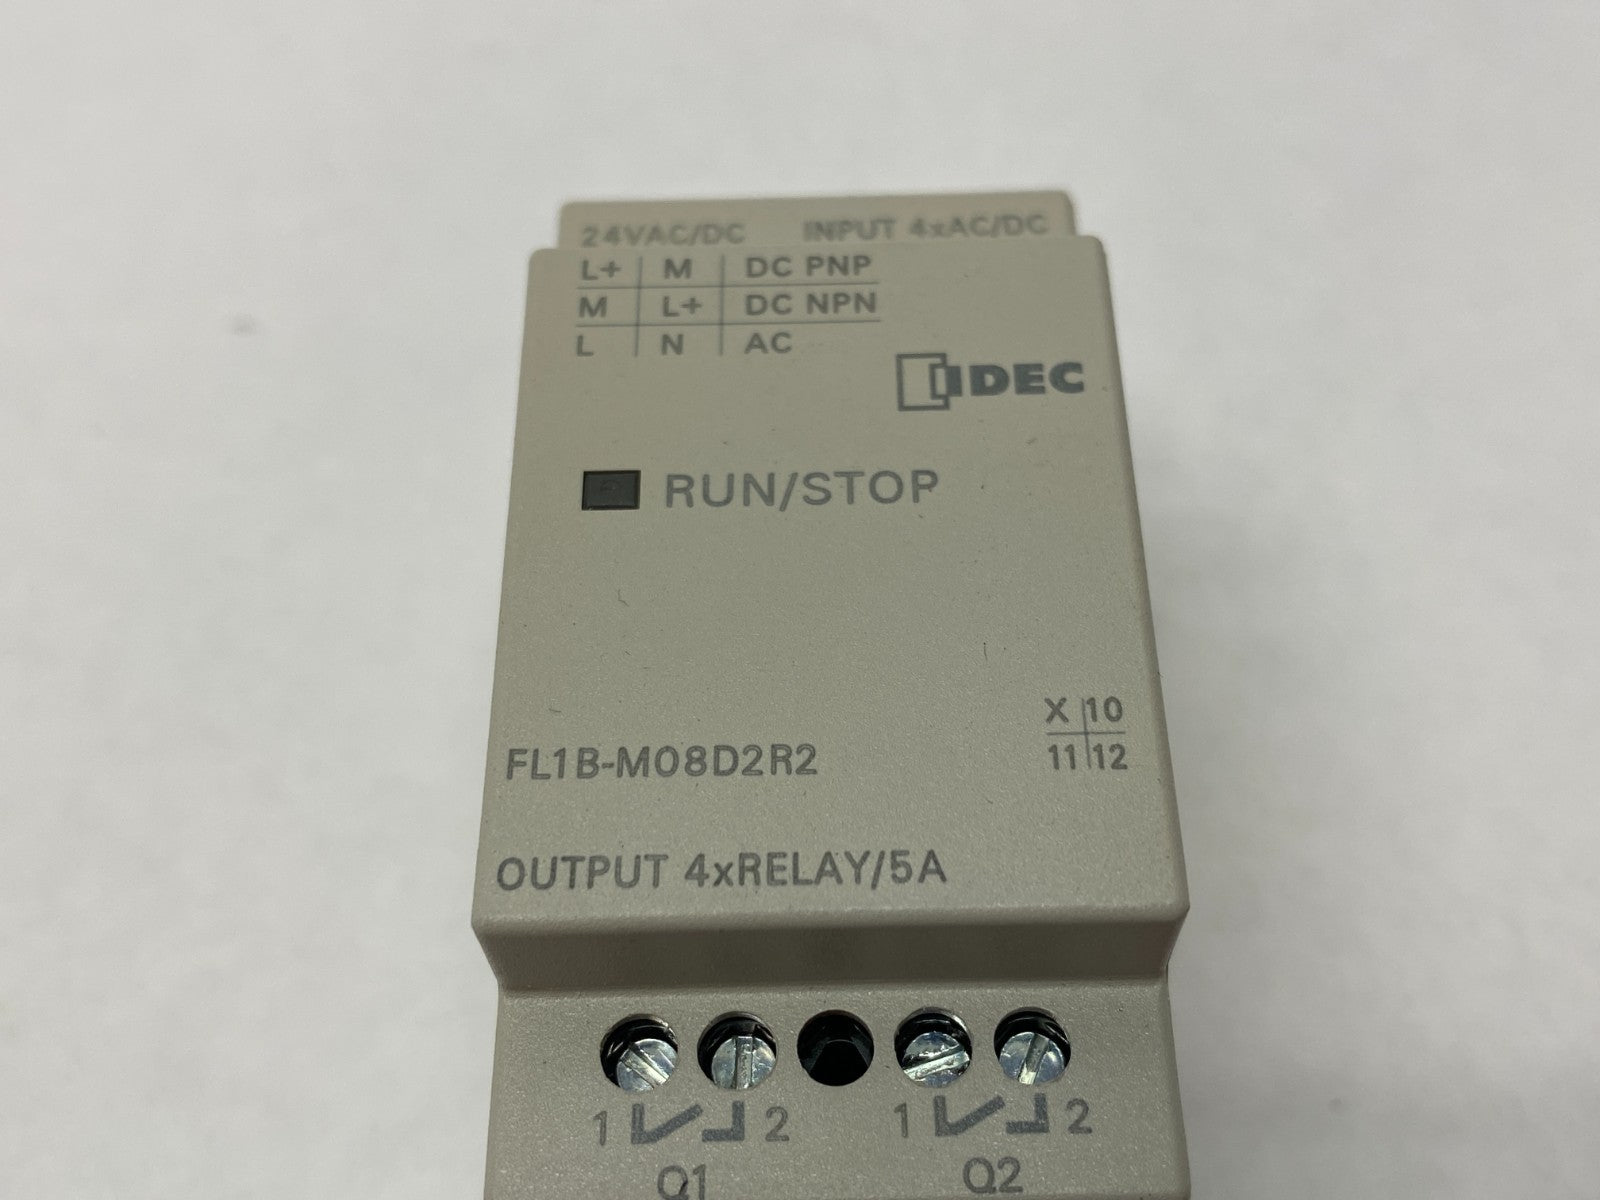 24VAC/DC INPUT 4xAC/DC
L+ M DC PNP
M L+ DC NPN
L N AC
IDEC
RUN/STOP
X 10
11 12
FL1B-M08D2R2
OUTPUT 4xRELAY/5A
1 2 1 2
Q1 Q2